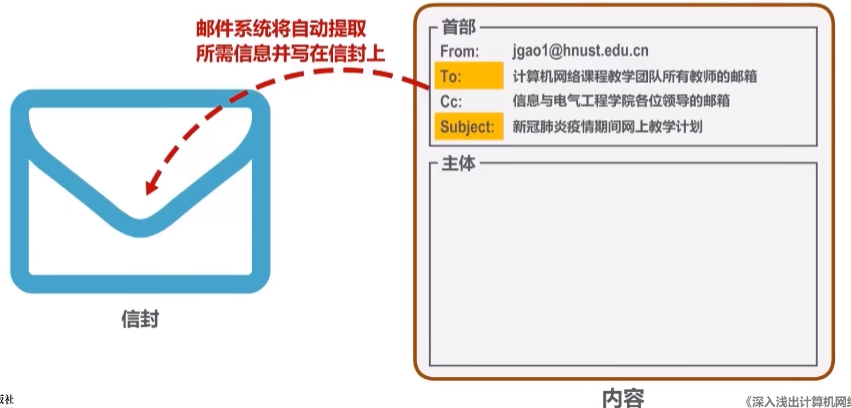 邮件系统将自动提取
所需信息并写在信封上
信封
首部
From: jgao1@hnust.edu.cn
To: 计算机网络课程教学团队所有教师的邮箱
Cc: 信息与电气工程学院各位领导的邮箱
Subject: 新冠肺炎疫情期间网上教学计划
主体
内容
版社
《深入浅出计算机网络